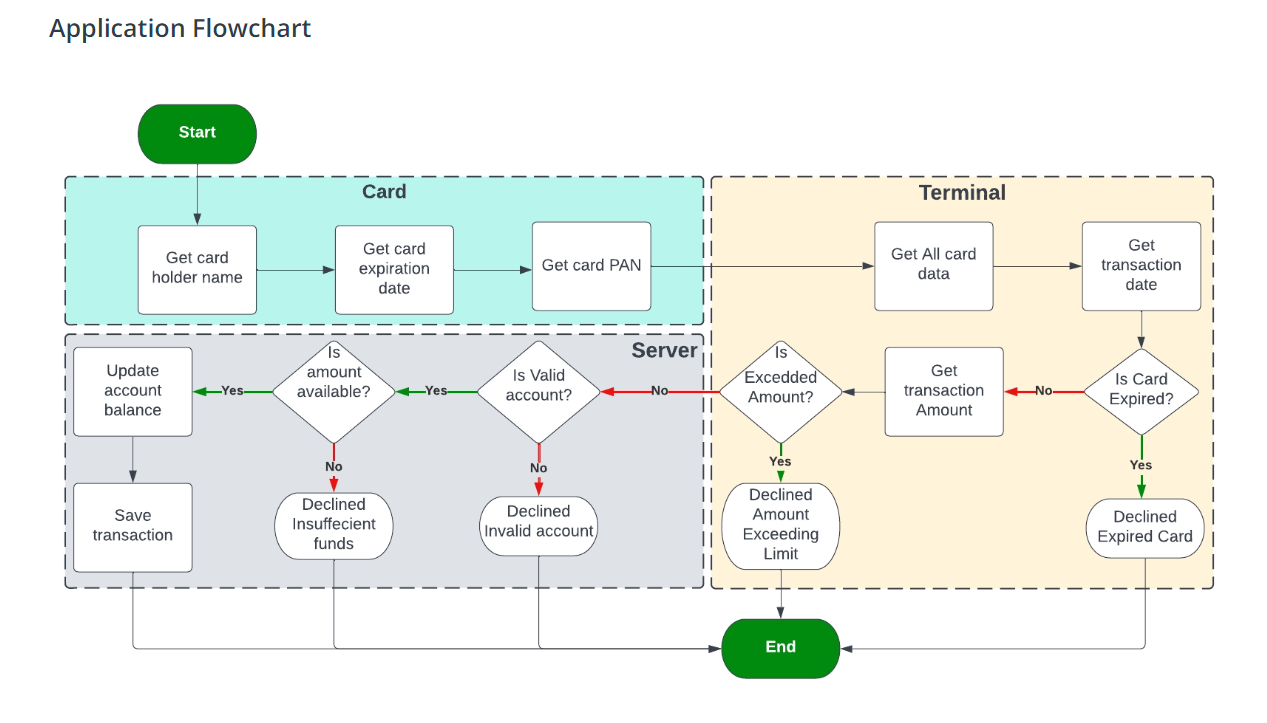 Application Flowchart
Start
Card
Get card
holder name
Get card
expiration
date
Get card PAN
Terminal
Get All card
data
Get
transaction
date
Is Card
Expired?
No
Yes
Get
transaction
Amount
Is
Excedded
Amount?
No
Yes
Declined
Amount
Exceeding
Limit
Declined
Expired Card
Server
Is Valid
account?
Yes
No
Is
amount
available?
Yes
No
Update
account
balance
Save
transaction
Declined
Insuffecient
funds
Declined
Invalid account
End